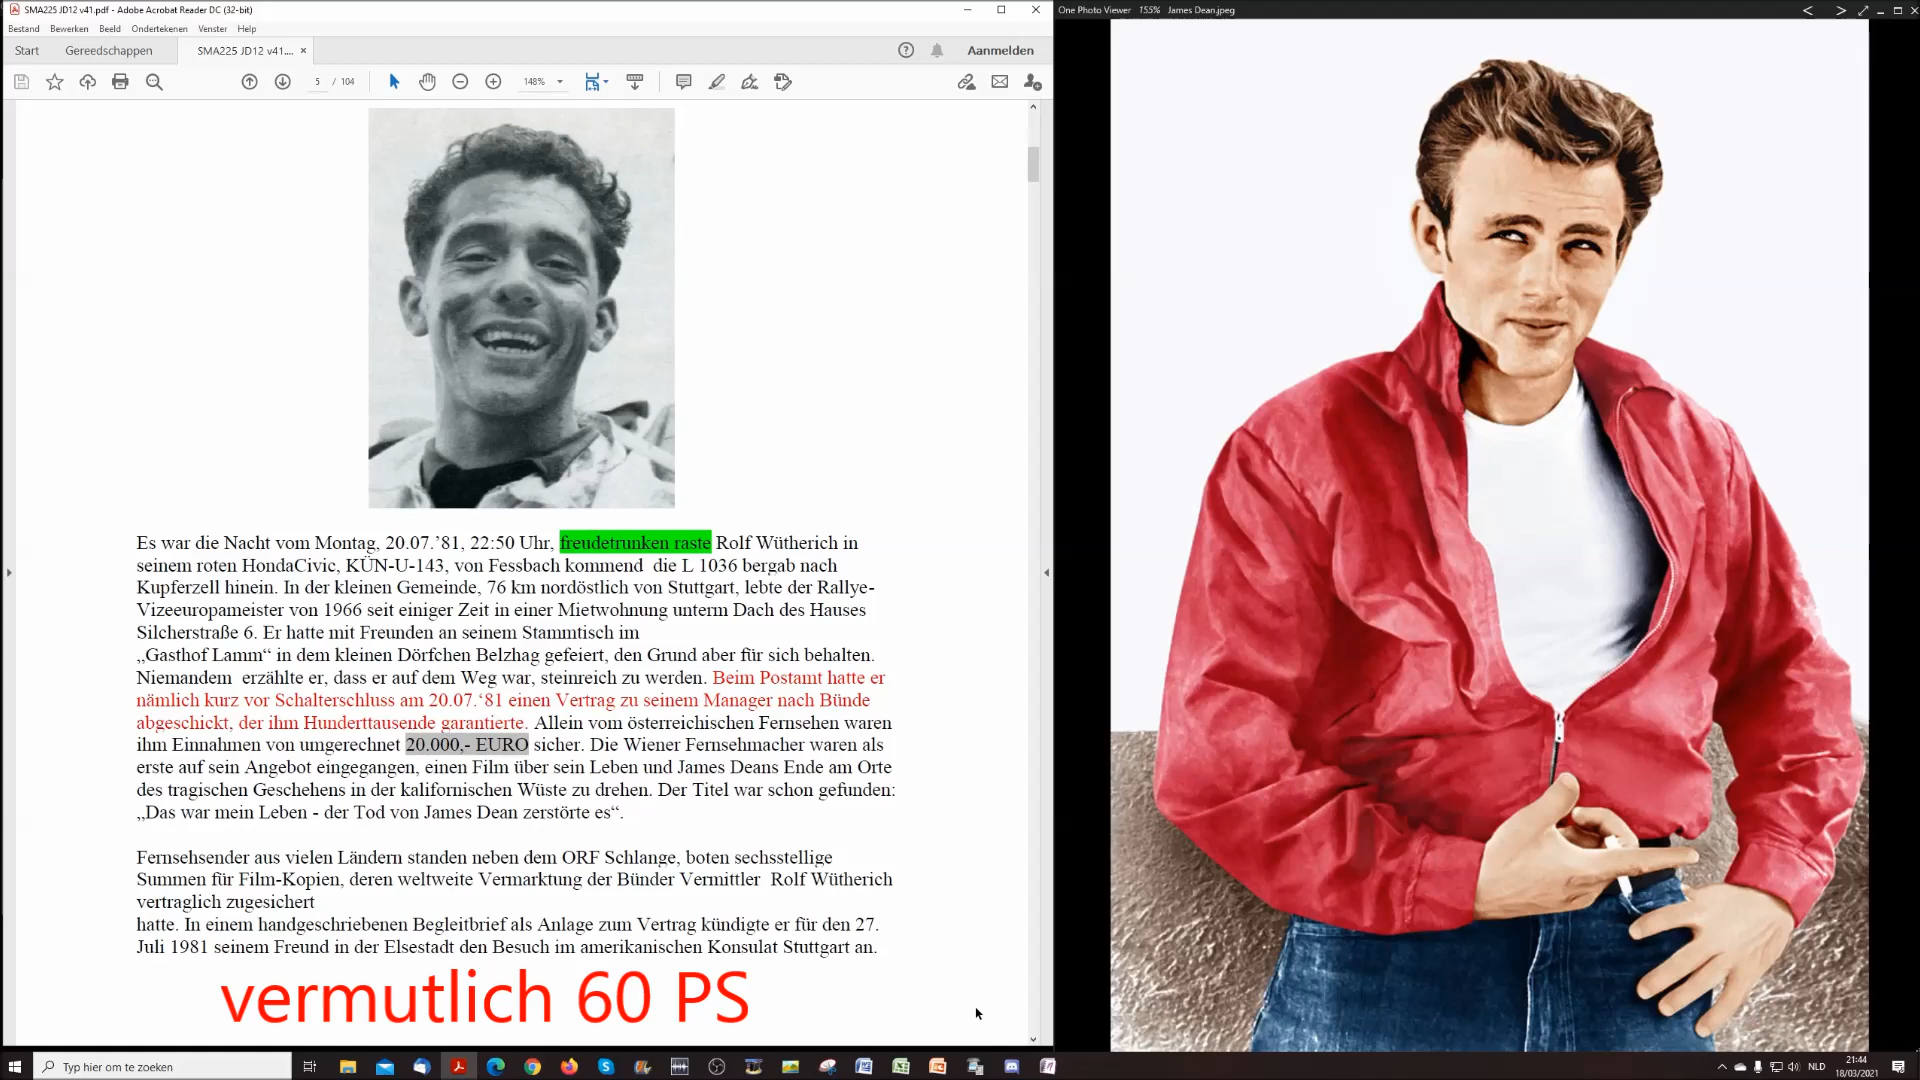 SMA225 JD12 v41.pdf - Adobe Acrobat Reader DC (32-bit)
Bestand Bewerken Beeld Ondertekenen Venster Help
Start Gereedschappen SMA225 JD12 v41.... × Aanmelden
5 / 104 148%
One Photo Viewer 155% James Dean.jpeg
Es war die Nacht vom Montag, 20.07.’81, 22:50 Uhr, freudetrunken raste Rolf Wütherich in
seinem roten HondaCivic, KÜN-U-143, von Fessbach kommend die L 1036 bergab nach
Kupferzell hinein. In der kleinen Gemeinde, 76 km nordöstlich von Stuttgart, lebte der Rallye-
Vizeeuropameister von 1966 seit einiger Zeit in einer Mietwohnung unterm Dach des Hauses
Silcherstraße 6. Er hatte mit Freunden an seinem Stammtisch im
„Gasthof Lamm“ in dem kleinen Dörfchen Belzhag gefeiert, den Grund aber für sich behalten.
Niemandem erzählte er, dass er auf dem Weg war, steinreich zu werden. Beim Postamt hatte er
nämlich kurz vor Schalterschluss am 20.07.‘81 einen Vertrag zu seinem Manager nach Bünde
abgeschickt, der ihm Hunderttausende garantierte. Allein vom österreichischen Fernsehen waren
ihm Einnahmen von umgerechnet 20.000,- EURO sicher. Die Wiener Fernsehmacher waren als
erste auf sein Angebot eingegangen, einen Film über sein Leben und James Deans Ende am Orte
des tragischen Geschehens in der kalifornischen Wüste zu drehen. Der Titel war schon gefunden:
„Das war mein Leben - der Tod von James Dean zerstörte es“.
Fernsehsender aus vielen Ländern standen neben dem ORF Schlange, boten sechsstellige
Summen für Film-Kopien, deren weltweite Vermarktung der Bünder Vermittler Rolf Wütherich
vertraglich zugesichert
hatte. In einem handgeschriebenen Begleitbrief als Anlage zum Vertrag kündigte er für den 27.
Juli 1981 seinem Freund in der Elsestadt den Besuch im amerikanischen Konsulat Stuttgart an.
vermutlich 60 PS
Typ hier om te zoeken
NLD
21:44
18/03/2021